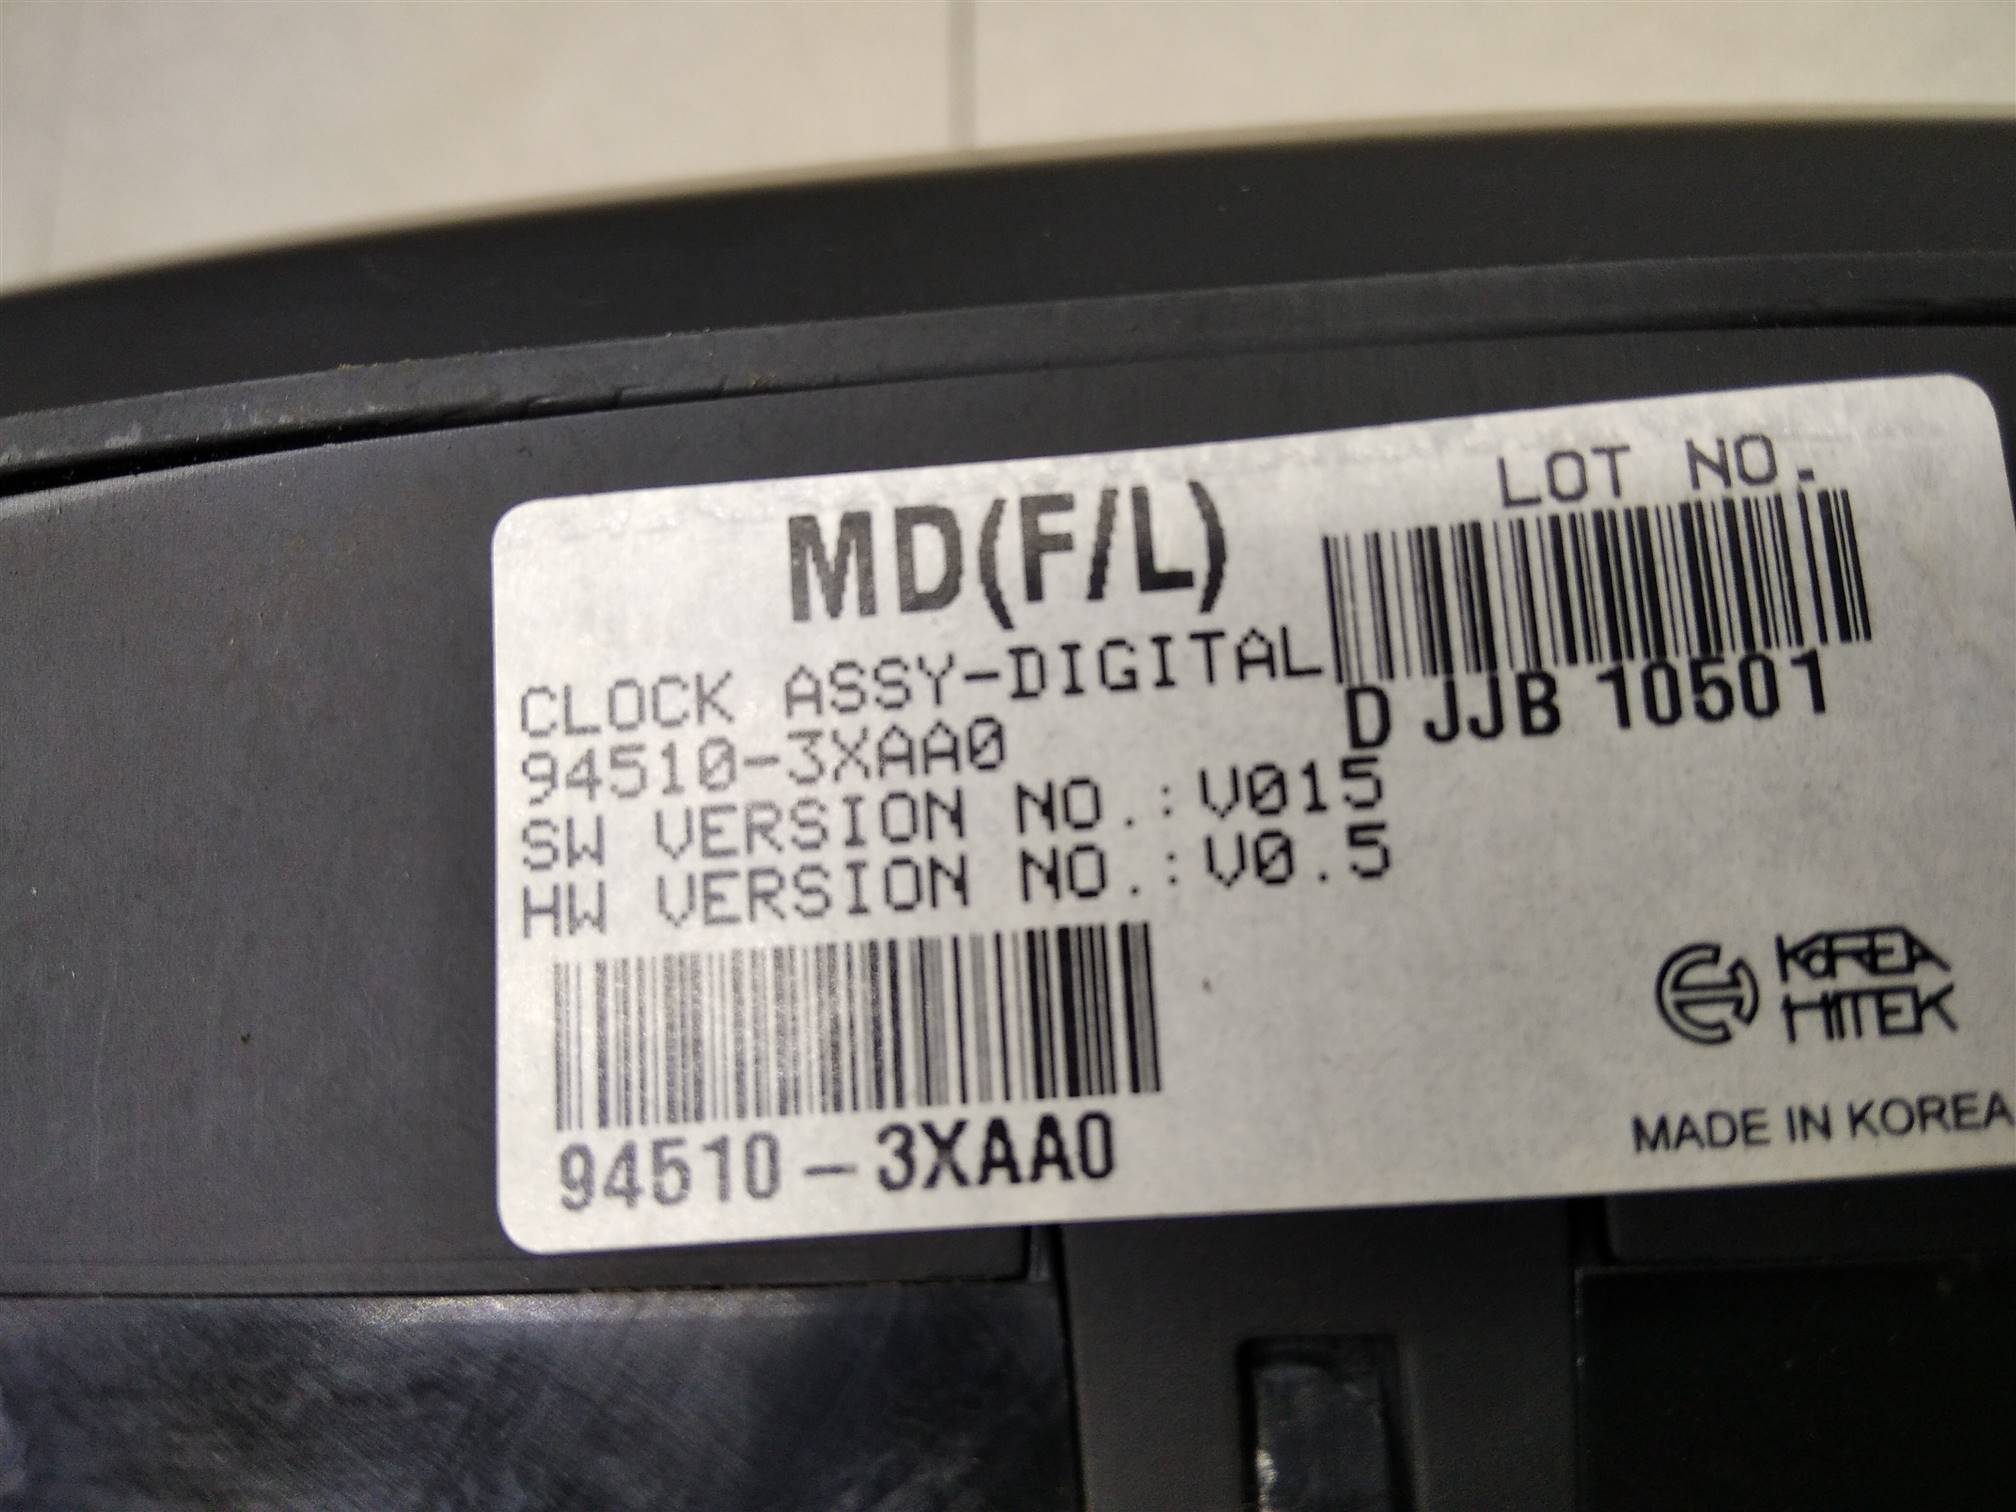 MD(F/L)
LOT NO.
D JJB 10501
CLOCK ASSY-DIGITAL
94510-3XAA0
SW VERSION NO.:V015
HW VERSION NO.:V0.5
94510-3XAA0
KOREA
HITEK
MADE IN KOREA